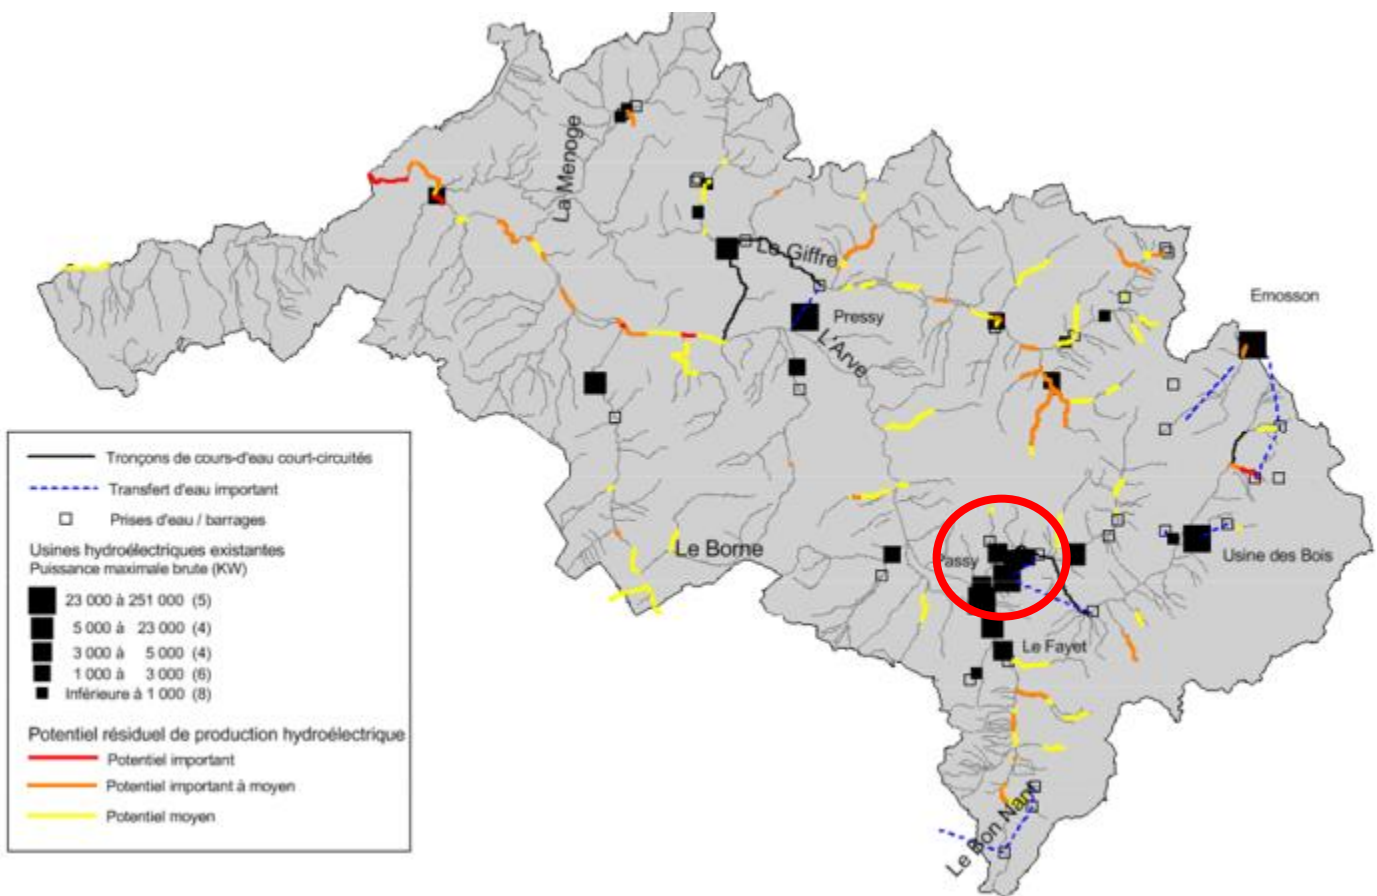 La Menoge
Le Giffre
Pressy
L'Arve
Emosson
Tronçons de cours-d'eau court-circuités
Transfert d'eau important
Prises d'eau / barrages
Usines hydroélectriques existantes
Puissance maximale brute (KW)
23 000 à 251 000 (5)
5 000 à 23 000 (4)
3 000 à 5 000 (4)
1 000 à 3 000 (6)
Inférieure à 1 000 (8)
Potentiel résiduel de production hydroélectrique
Potentiel important
Potentiel important à moyen
Potentiel moyen
Le Borne
Passy
Usine des Bois
Le Fayet
Le Bon Nant